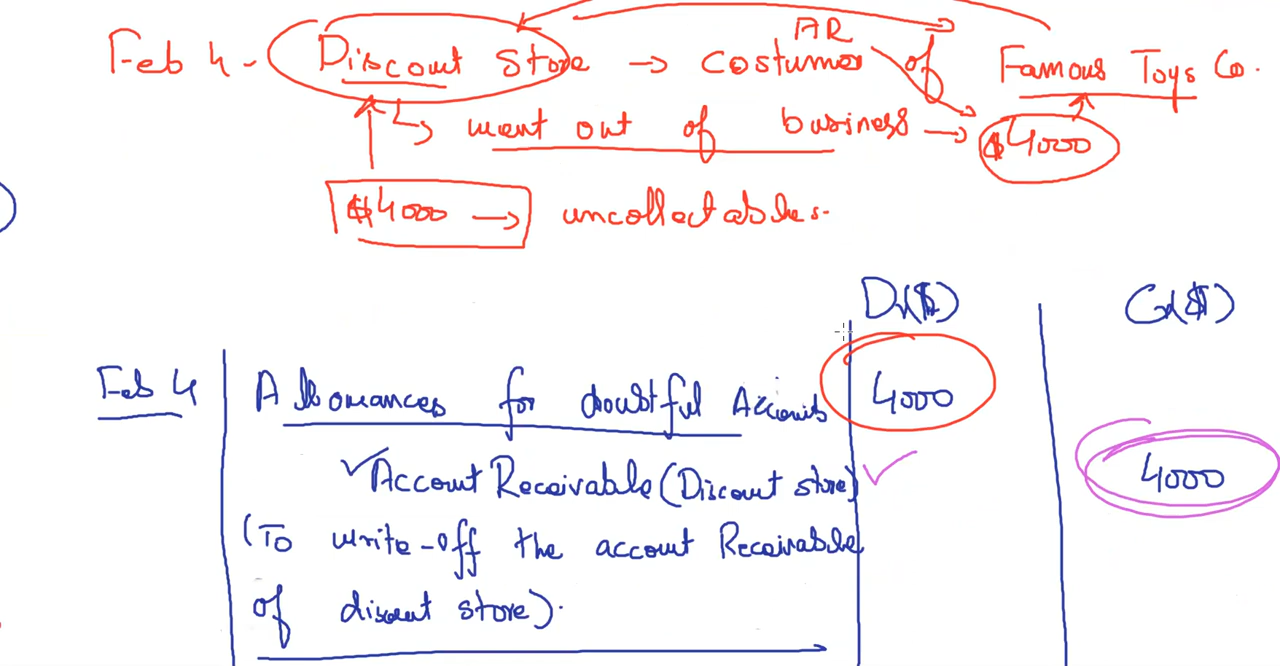 Feb 4 - Discount Store → costumer of Famous Toys Co.
AR
↳ went out of business → $4000
$4000 → uncollectables.
Dr($) Cr($)
Feb 4 Allowances for doubtful Accounts 4000
✓Account Receivable (Discount store) ✓ 4000
(To write-off the account Receivable
of discount store).